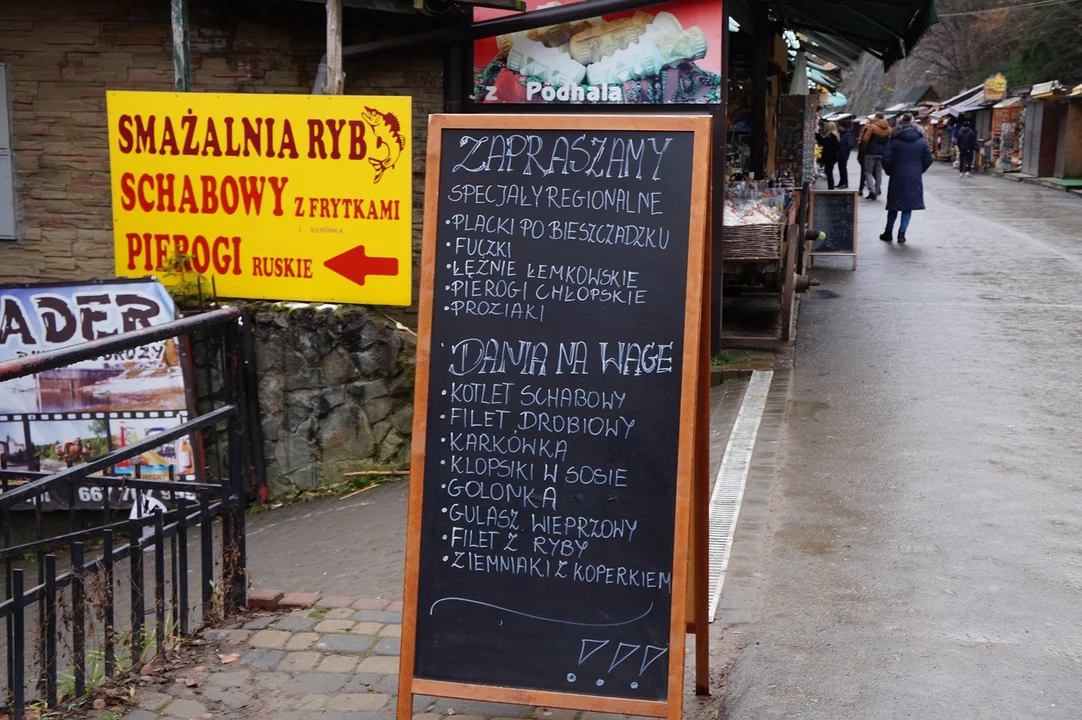 z Podhala
SMAŻALNIA RYB
SCHABOWY Z FRYTKAMI
I SURÓWKA
PIEROGI RUSKIE
ADER
ZAPRASZAMY
SPECJAŁY REGIONALNE
• PLACKI PO BIESZCZADZKU
• FUCZKI
• ŁĘŻNIE ŁEMKOWSKIE
• PIEROGI CHŁOPSKIE
• PROZIAKI
DANIA NA WAGĘ
• KOTLET SCHABOWY
• FILET DROBIOWY
• KARKÓWKA
• KLOPSIKI W SOSIE
• GOLONKA
• GULASZ WIEPRZOWY
• FILET Z RYBY
• ZIEMNIAKI Z KOPERKIEM
!!!